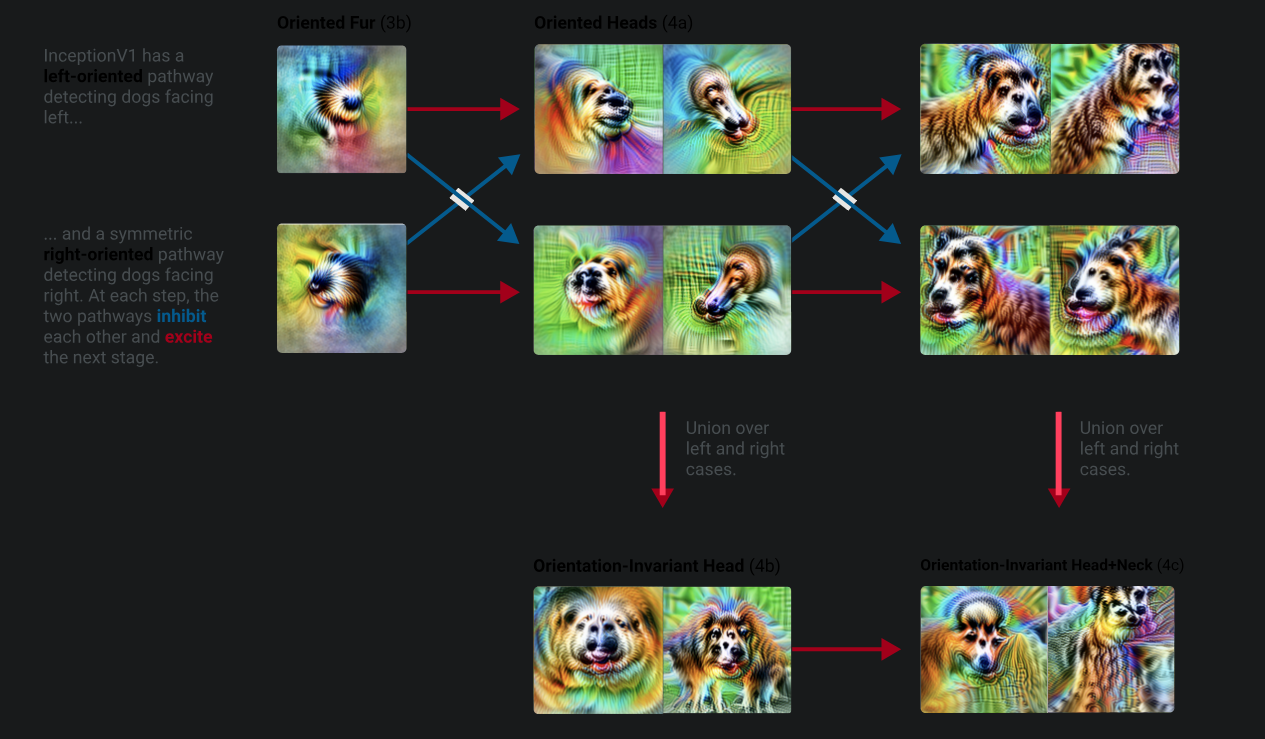 Oriented Fur (3b)
Oriented Heads (4a)
InceptionV1 has a
left-oriented pathway
detecting dogs facing
left...
... and a symmetric
right-oriented pathway
detecting dogs facing
right. At each step, the
two pathways inhibit
each other and excite
the next stage.
Union over
left and right
cases.
Union over
left and right
cases.
Orientation-Invariant Head (4b)
Orientation-Invariant Head+Neck (4c)